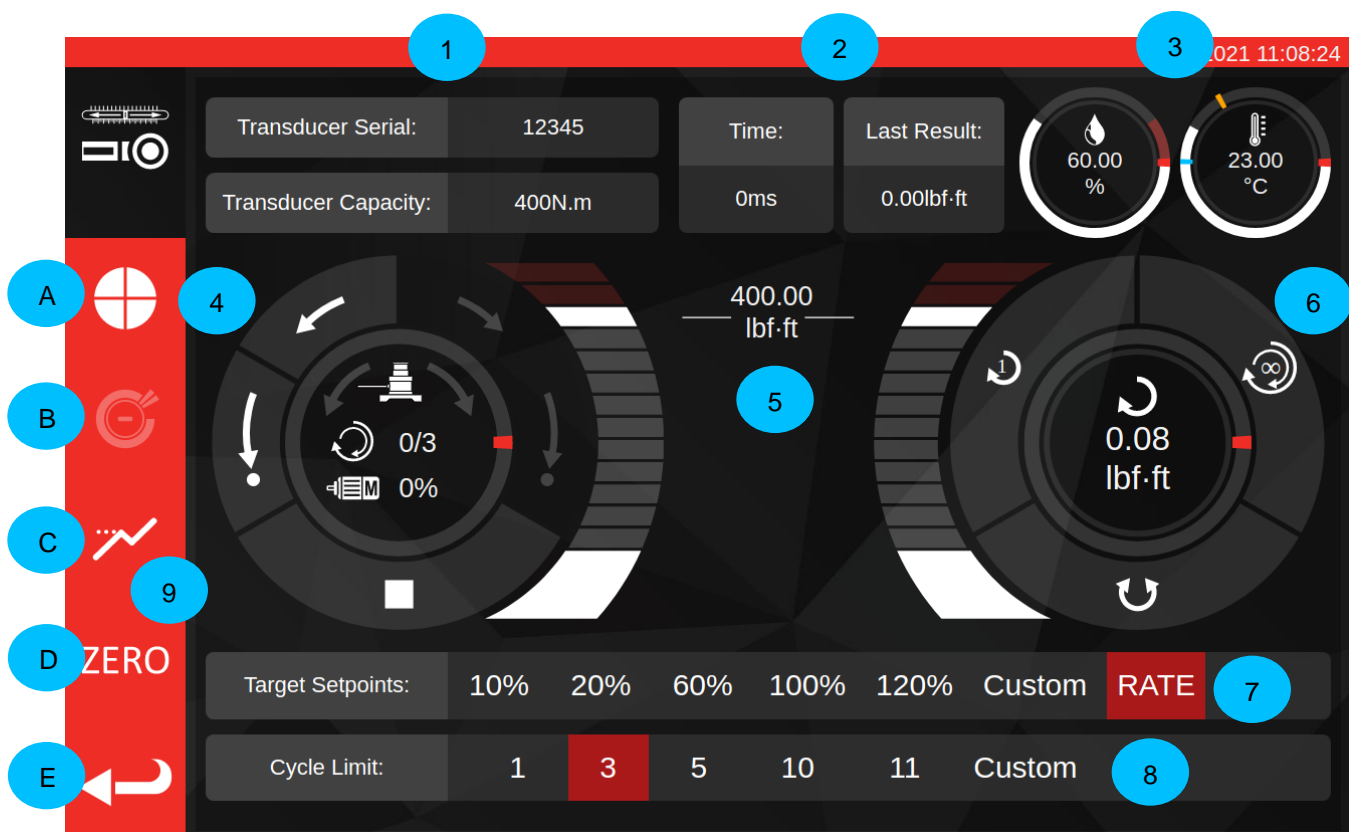 1
2
3
2021 11:08:24
Transducer Serial: 12345
Time:
Last Result:
60.00
%
23.00
°C
Transducer Capacity: 400N.m
0ms
0.00lbf·ft
A
4
400.00
lbf·ft
6
1
∞
B
5
0/3
M 0%
0.08
lbf·ft
C
9
D
ZERO
Target Setpoints: 10% 20% 60% 100% 120% Custom RATE
7
E
Cycle Limit: 1 3 5 10 11 Custom
8